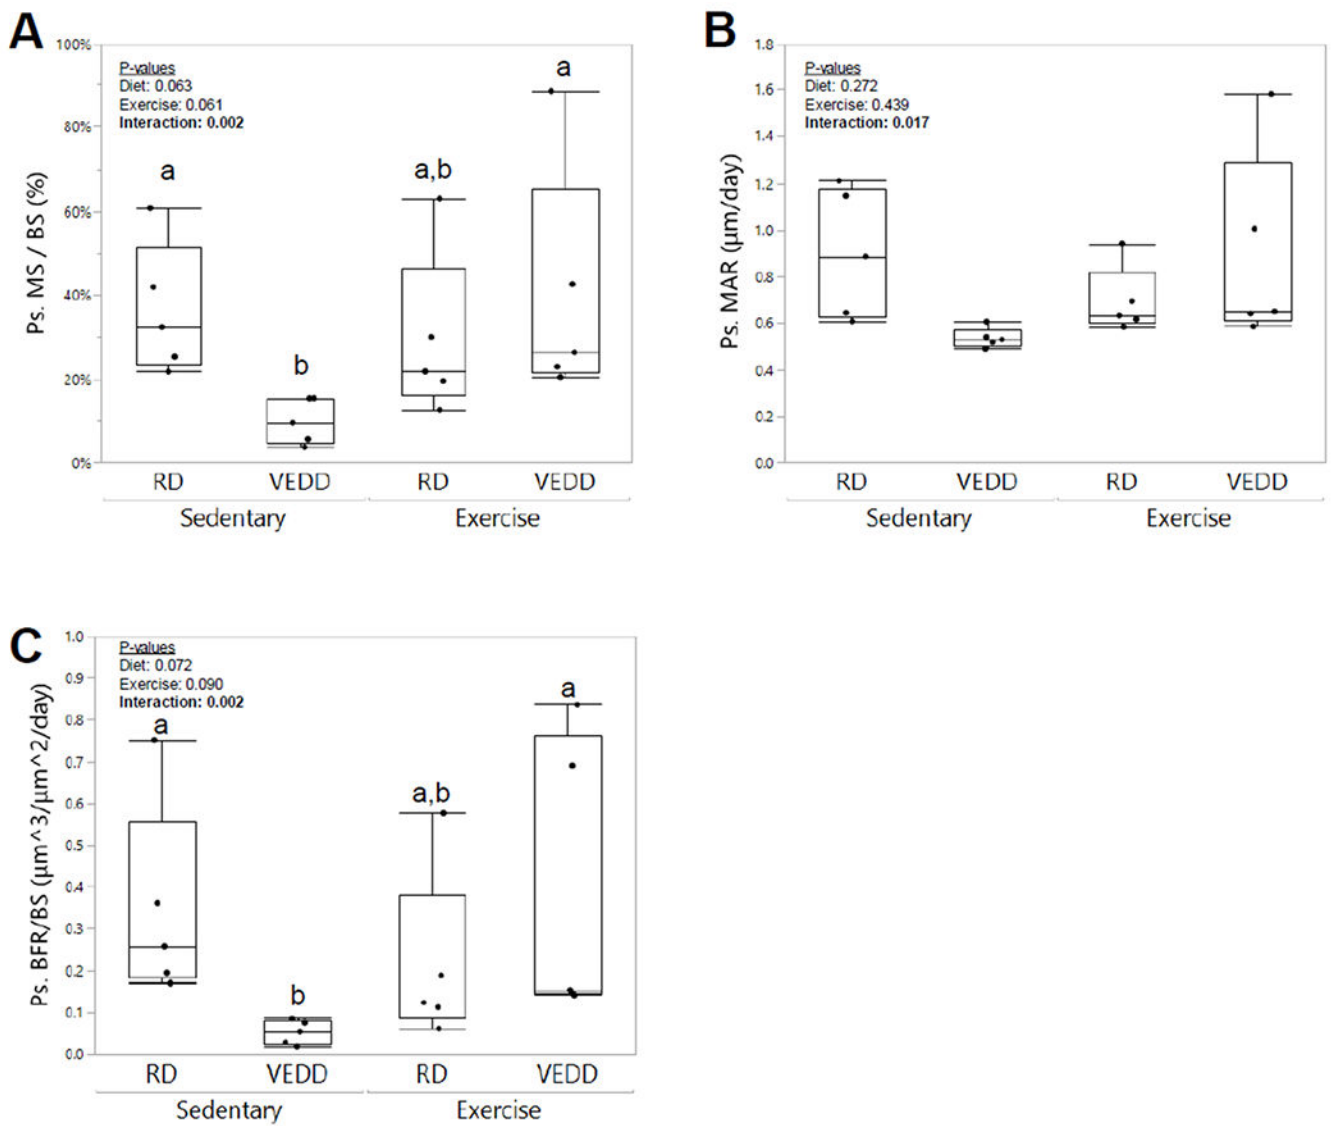 A
100%
80%
60%
40%
20%
0%
Ps. MS / BS (%)
P-values
Diet: 0.063
Exercise: 0.061
Interaction: 0.002
a
b
a,b
a
RD VEDD RD VEDD
Sedentary Exercise
B
1.8
1.6
1.4
1.2
1.0
0.8
0.6
0.4
0.2
0.0
Ps. MAR (µm/day)
P-values
Diet: 0.272
Exercise: 0.439
Interaction: 0.017
RD VEDD RD VEDD
Sedentary Exercise
C
1.0
0.9
0.8
0.7
0.6
0.5
0.4
0.3
0.2
0.1
0.0
Ps. BFR/BS (µm^3/µm^2/day)
P-values
Diet: 0.072
Exercise: 0.090
Interaction: 0.002
a
b
a,b
a
RD VEDD RD VEDD
Sedentary Exercise